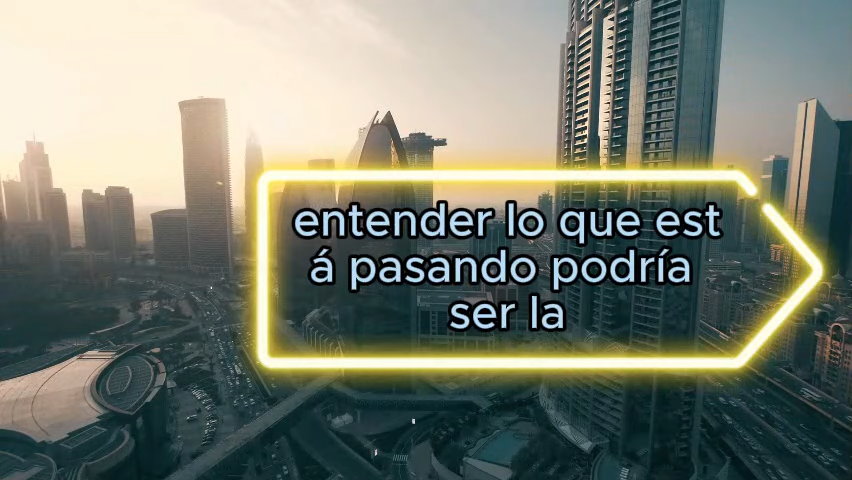 entender lo que est
á pasando podría
ser la